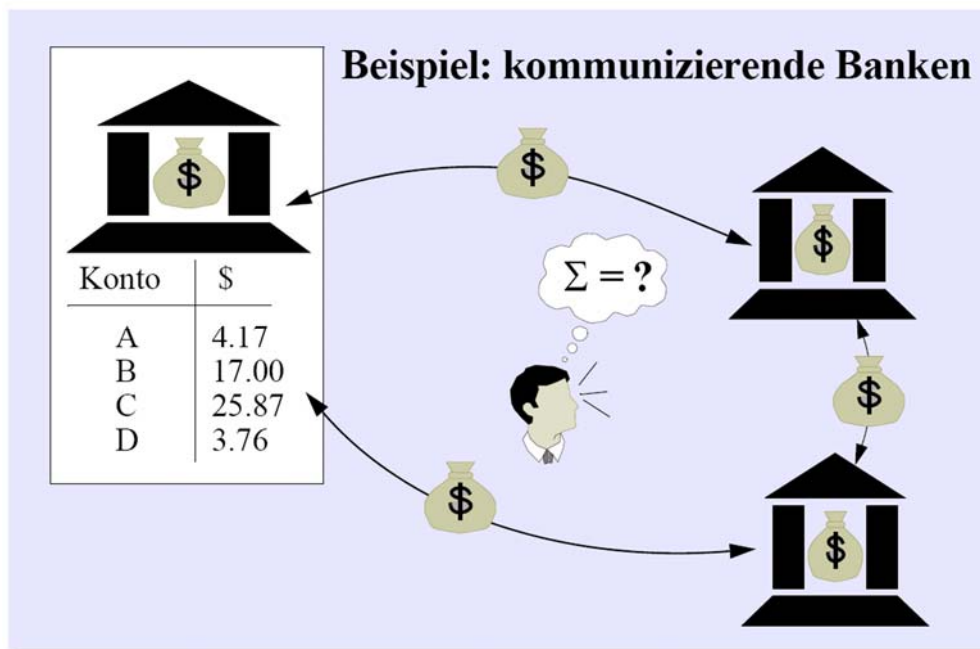 Beispiel: kommunizierende Banken
$
$
$
$
Σ = ?
Konto $
A 4.17
B 17.00
C 25.87
D 3.76
$
$
$